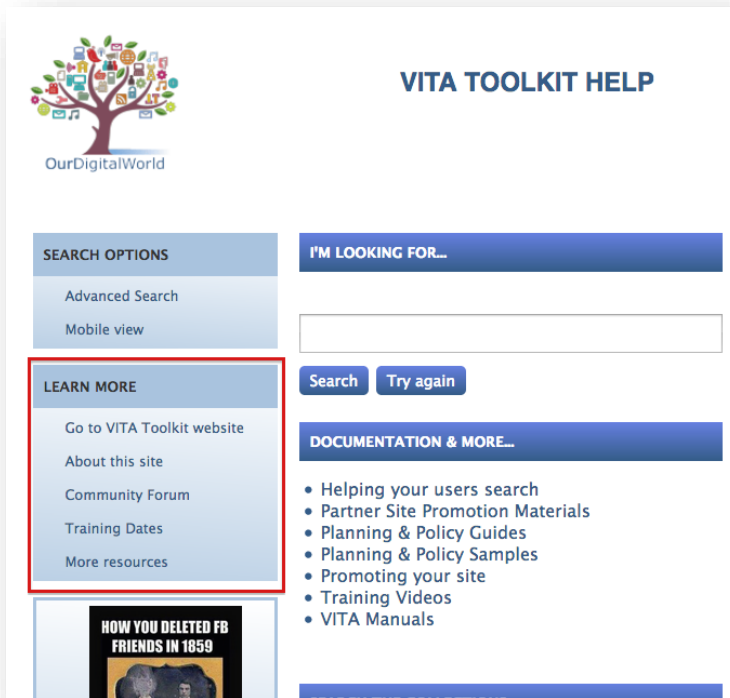 OurDigitalWorld
VITA TOOLKIT HELP
SEARCH OPTIONS
Advanced Search
Mobile view
LEARN MORE
Go to VITA Toolkit website
About this site
Community Forum
Training Dates
More resources
HOW YOU DELETED FB
FRIENDS IN 1859
I'M LOOKING FOR...
Search
Try again
DOCUMENTATION & MORE...
• Helping your users search
• Partner Site Promotion Materials
• Planning & Policy Guides
• Planning & Policy Samples
• Promoting your site
• Training Videos
• VITA Manuals